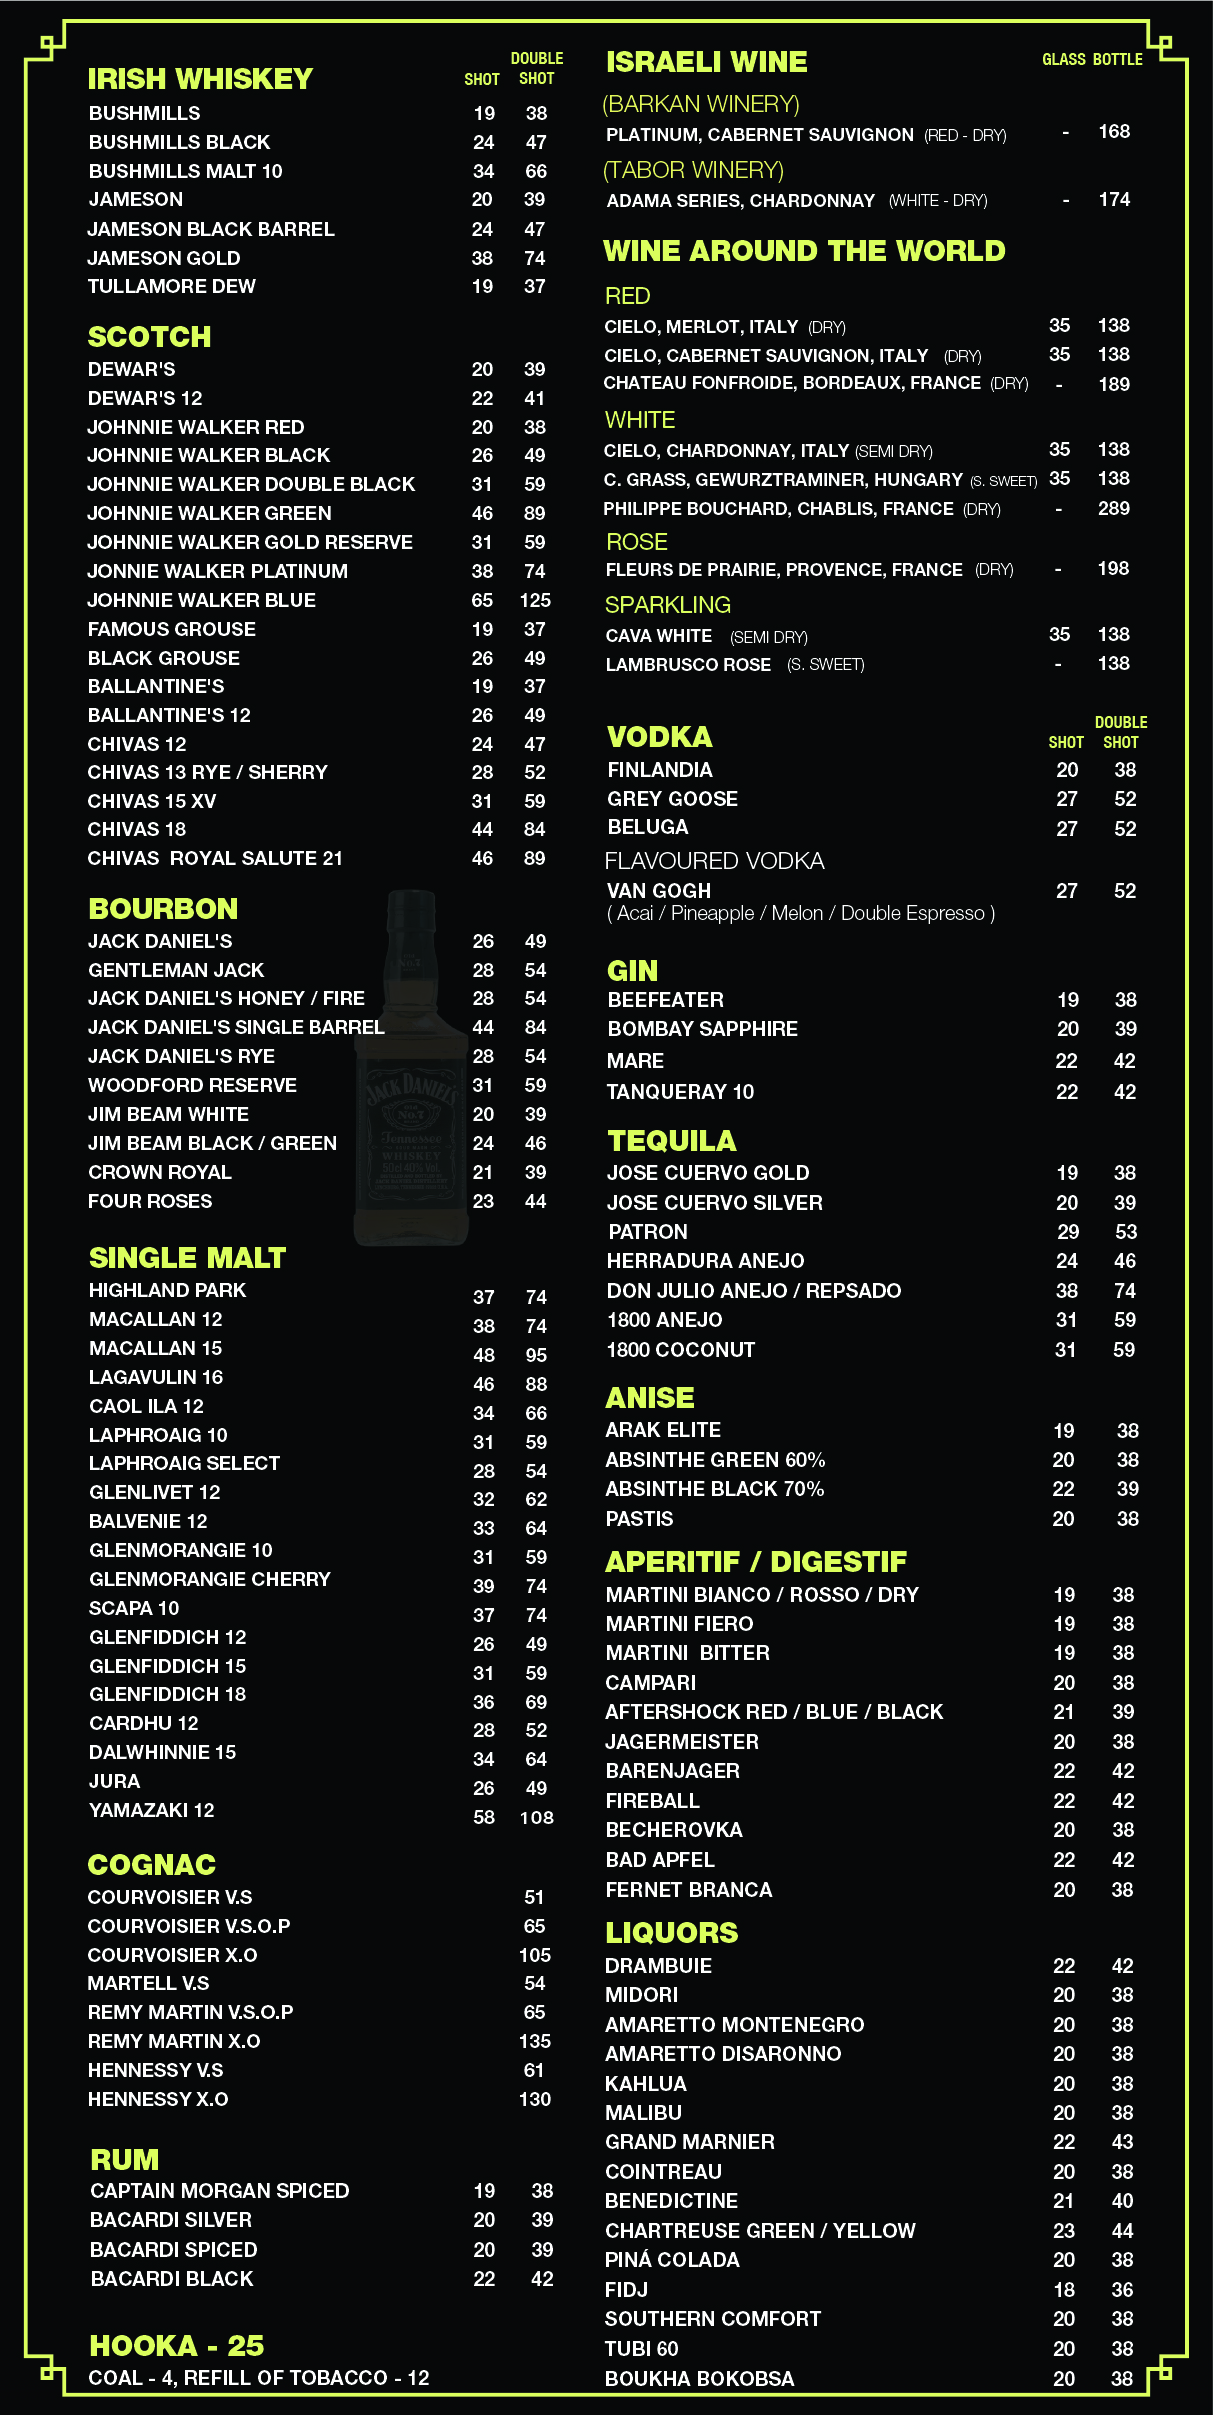 SHOT DOUBLE SHOT
IRISH WHISKEY
BUSHMILLS 19 38
BUSHMILLS BLACK 24 47
BUSHMILLS MALT 10 34 66
JAMESON 20 39
JAMESON BLACK BARREL 24 47
JAMESON GOLD 38 74
TULLAMORE DEW 19 37
SCOTCH
DEWAR'S 20 39
DEWAR'S 12 22 41
JOHNNIE WALKER RED 20 38
JOHNNIE WALKER BLACK 26 49
JOHNNIE WALKER DOUBLE BLACK 31 59
JOHNNIE WALKER GREEN 46 89
JOHNNIE WALKER GOLD RESERVE 31 59
JONNIE WALKER PLATINUM 38 74
JOHNNIE WALKER BLUE 65 125
FAMOUS GROUSE 19 37
BLACK GROUSE 26 49
BALLANTINE'S 19 37
BALLANTINE'S 12 26 49
CHIVAS 12 24 47
CHIVAS 13 RYE / SHERRY 28 52
CHIVAS 15 XV 31 59
CHIVAS 18 44 84
CHIVAS ROYAL SALUTE 21 46 89
BOURBON
JACK DANIEL'S 26 49
GENTLEMAN JACK 28 54
JACK DANIEL'S HONEY / FIRE 28 54
JACK DANIEL'S SINGLE BARREL 44 84
JACK DANIEL'S RYE 28 54
WOODFORD RESERVE 31 59
JIM BEAM WHITE 20 39
JIM BEAM BLACK / GREEN 24 46
CROWN ROYAL 21 39
FOUR ROSES 23 44
JACK DANIEL'S
No.7
Tennessee
WHISKEY
50cl 40% Vol.
SINGLE MALT
HIGHLAND PARK 37 74
MACALLAN 12 38 74
MACALLAN 15 48 95
LAGAVULIN 16 46 88
CAOL ILA 12 34 66
LAPHROAIG 10 31 59
LAPHROAIG SELECT 28 54
GLENLIVET 12 32 62
BALVENIE 12 33 64
GLENMORANGIE 10 31 59
GLENMORANGIE CHERRY 39 74
SCAPA 10 37 74
GLENFIDDICH 12 26 49
GLENFIDDICH 15 31 59
GLENFIDDICH 18 36 69
CARDHU 12 28 52
DALWHINNIE 15 34 64
JURA 26 49
YAMAZAKI 12 58 108
COGNAC
COURVOISIER V.S 51
COURVOISIER V.S.O.P 65
COURVOISIER X.O 105
MARTELL V.S 54
REMY MARTIN V.S.O.P 65
REMY MARTIN X.O 135
HENNESSY V.S 61
HENNESSY X.O 130
RUM
CAPTAIN MORGAN SPICED 19 38
BACARDI SILVER 20 39
BACARDI SPICED 20 39
BACARDI BLACK 22 42
HOOKA - 25
COAL - 4, REFILL OF TOBACCO - 12
ISRAELI WINE GLASS BOTTLE
(BARKAN WINERY)
PLATINUM, CABERNET SAUVIGNON (RED - DRY) - 168
(TABOR WINERY)
ADAMA SERIES, CHARDONNAY (WHITE - DRY) - 174
WINE AROUND THE WORLD
RED
CIELO, MERLOT, ITALY (DRY) 35 138
CIELO, CABERNET SAUVIGNON, ITALY (DRY) 35 138
CHATEAU FONFROIDE, BORDEAUX, FRANCE (DRY) - 189
WHITE
CIELO, CHARDONNAY, ITALY (SEMI DRY) 35 138
C. GRASS, GEWURZTRAMINER, HUNGARY (S. SWEET) 35 138
PHILIPPE BOUCHARD, CHABLIS, FRANCE (DRY) - 289
ROSE
FLEURS DE PRAIRIE, PROVENCE, FRANCE (DRY) - 198
SPARKLING
CAVA WHITE (SEMI DRY) 35 138
LAMBRUSCO ROSE (S. SWEET) - 138
VODKA SHOT DOUBLE SHOT
FINLANDIA 20 38
GREY GOOSE 27 52
BELUGA 27 52
FLAVOURED VODKA
VAN GOGH 27 52
( Acai / Pineapple / Melon / Double Espresso )
GIN
BEEFEATER 19 38
BOMBAY SAPPHIRE 20 39
MARE 22 42
TANQUERAY 10 22 42
TEQUILA
JOSE CUERVO GOLD 19 38
JOSE CUERVO SILVER 20 39
PATRON 29 53
HERRADURA ANEJO 24 46
DON JULIO ANEJO / REPSADO 38 74
1800 ANEJO 31 59
1800 COCONUT 31 59
ANISE
ARAK ELITE 19 38
ABSINTHE GREEN 60% 20 38
ABSINTHE BLACK 70% 22 39
PASTIS 20 38
APERITIF / DIGESTIF
MARTINI BIANCO / ROSSO / DRY 19 38
MARTINI FIERO 19 38
MARTINI BITTER 19 38
CAMPARI 20 38
AFTERSHOCK RED / BLUE / BLACK 21 39
JAGERMEISTER 20 38
BARENJAGER 22 42
FIREBALL 22 42
BECHEROVKA 20 38
BAD APFEL 22 42
FERNET BRANCA 20 38
LIQUORS
DRAMBUIE 22 42
MIDORI 20 38
AMARETTO MONTENEGRO 20 38
AMARETTO DISARONNO 20 38
KAHLUA 20 38
MALIBU 20 38
GRAND MARNIER 22 43
COINTREAU 20 38
BENEDICTINE 21 40
CHARTREUSE GREEN / YELLOW 23 44
PINÁ COLADA 20 38
FIDJ 18 36
SOUTHERN COMFORT 20 38
TUBI 60 20 38
BOUKHA BOKOBSA 20 38